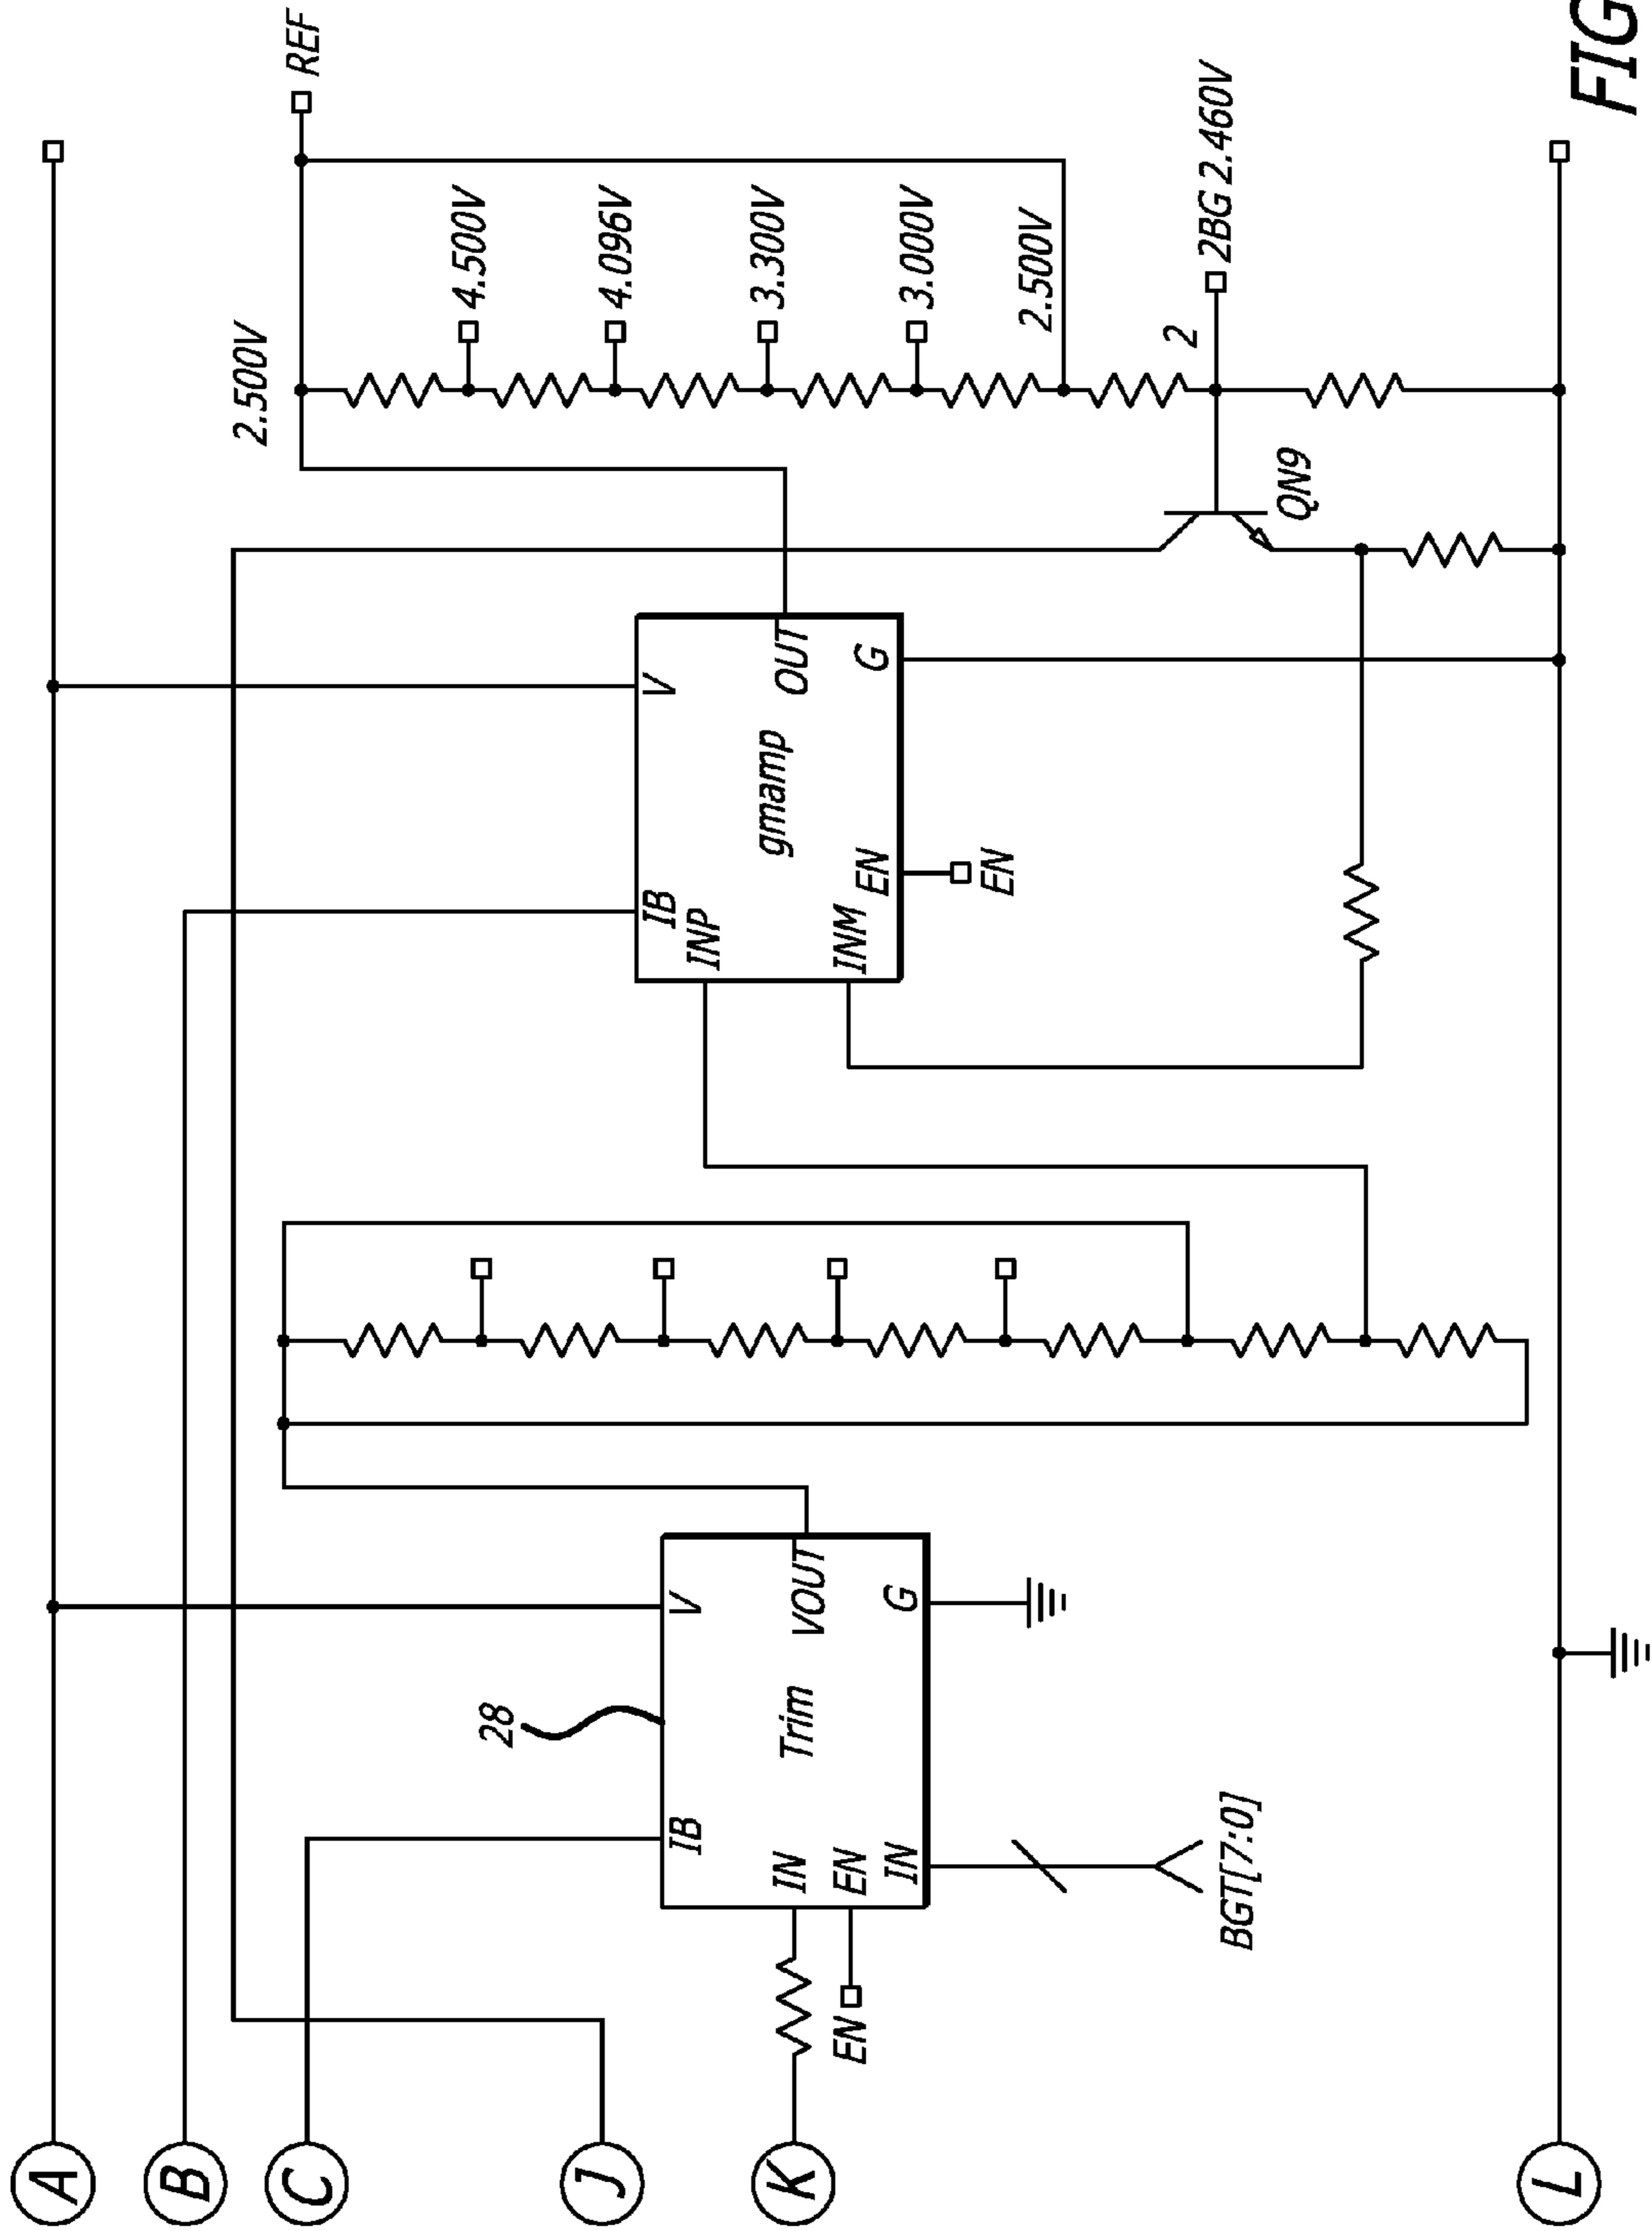 A
B
C
J
K
L
28
IB
V
IN
Trim
VOUT
EN
EN
IN
G
BGT[7:0]
IB
V
INP
gmamp
OUT
INM
EN
G
EN
2.500V
REF
4.500V
4.096V
3.300V
3.000V
2.500V
2
2BG 2.460V
QN9
FIG